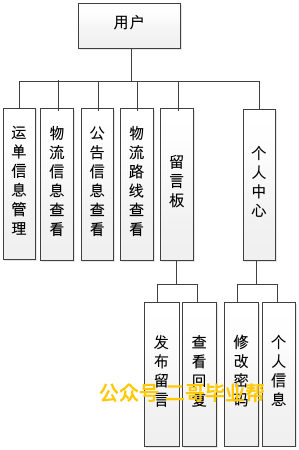 用户
运单信息管理
物流信息查看
公告信息查看
物流路线查看
留言板
个人中心
发布留言
查看回复
修改密码
个人信息
公众号:二哥毕业帮